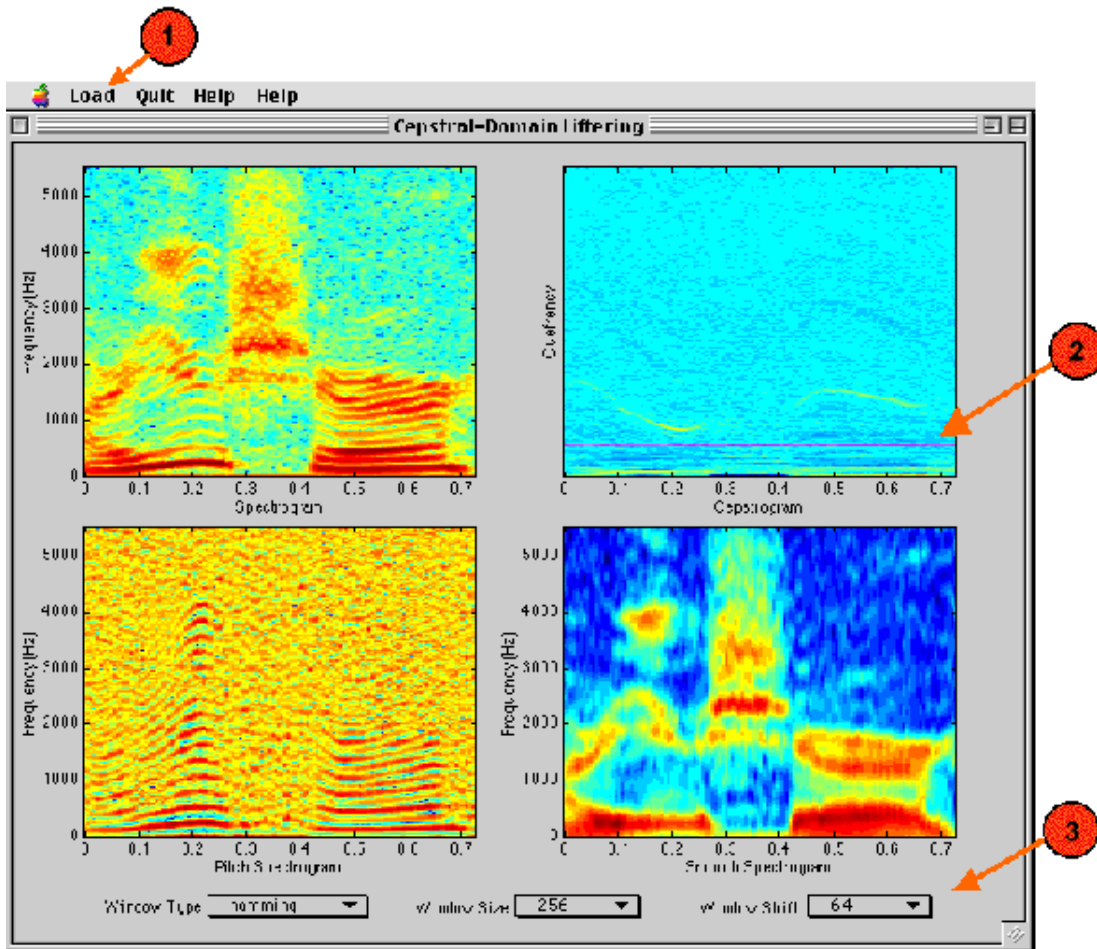 1
Load Quit Help Help
Cepstral-Domain Liftering
5000
4000
3000
2000
1000
0
Frequency(Hz)
0 0.1 0.2 0.3 0.4 0.5 0.6 0.7
Spectrogram
Quefrency
0 0.1 0.2 0.3 0.4 0.5 0.6 0.7
Cepstrogram
2
5000
4000
3000
2000
1000
0
Frequency(Hz)
0 0.1 0.2 0.3 0.4 0.5 0.6 0.7
Pitch Spectrogram
5000
4000
3000
2000
1000
0
Frequency(Hz)
0 0.1 0.2 0.3 0.4 0.5 0.6 0.7
Smooth Spectrogram
3
Window Type hamming Window Size 256 Window Shift 64